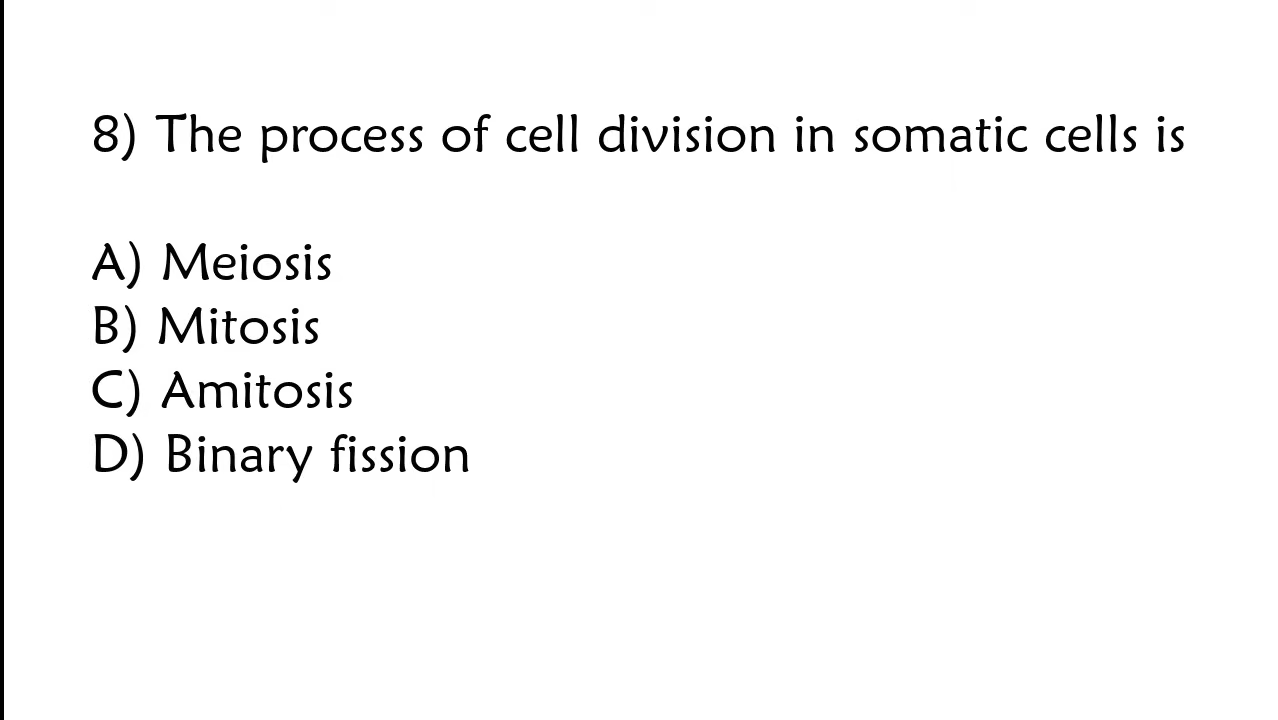 8) The process of cell division in somatic cells is
A) Meiosis
B) Mitosis
C) Amitosis
D) Binary fission